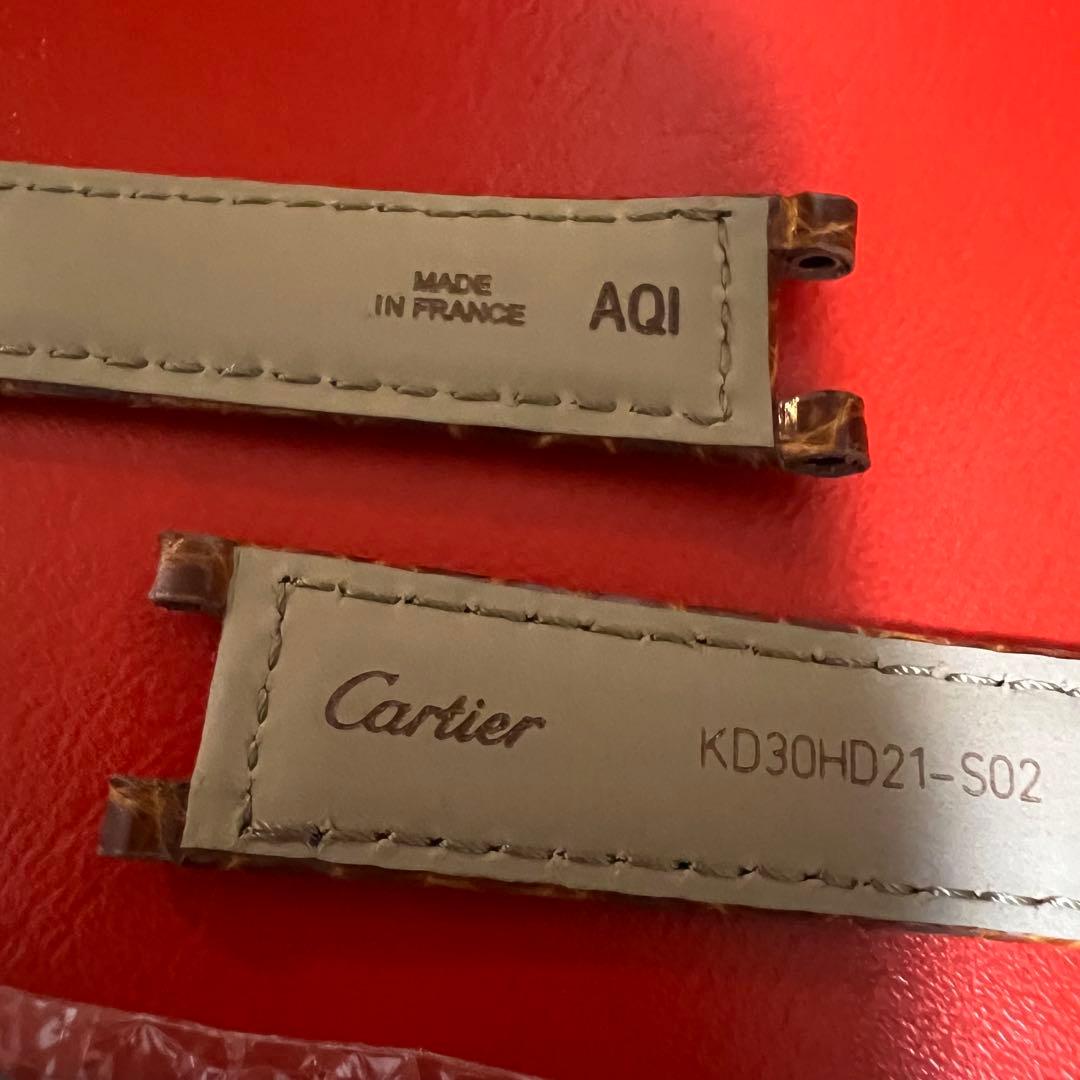 MADE
IN FRANCE
AQI
Cartier
KD30HD21-S02